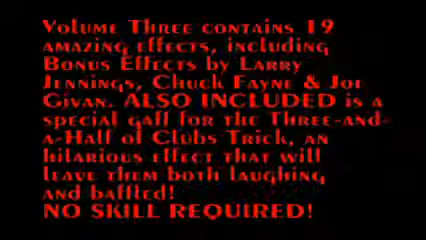 Volume Three contains 19
amazing effects, including
Bonus Effects by Larry
Jennings, Chuck Fayne & Joe
Givan. ALSO INCLUDED is a
special gaff for the Three-and-
a-Half of Clubs Trick, an
hilarious effect that will
leave them both laughing
and baffled!
NO SKILL REQUIRED!